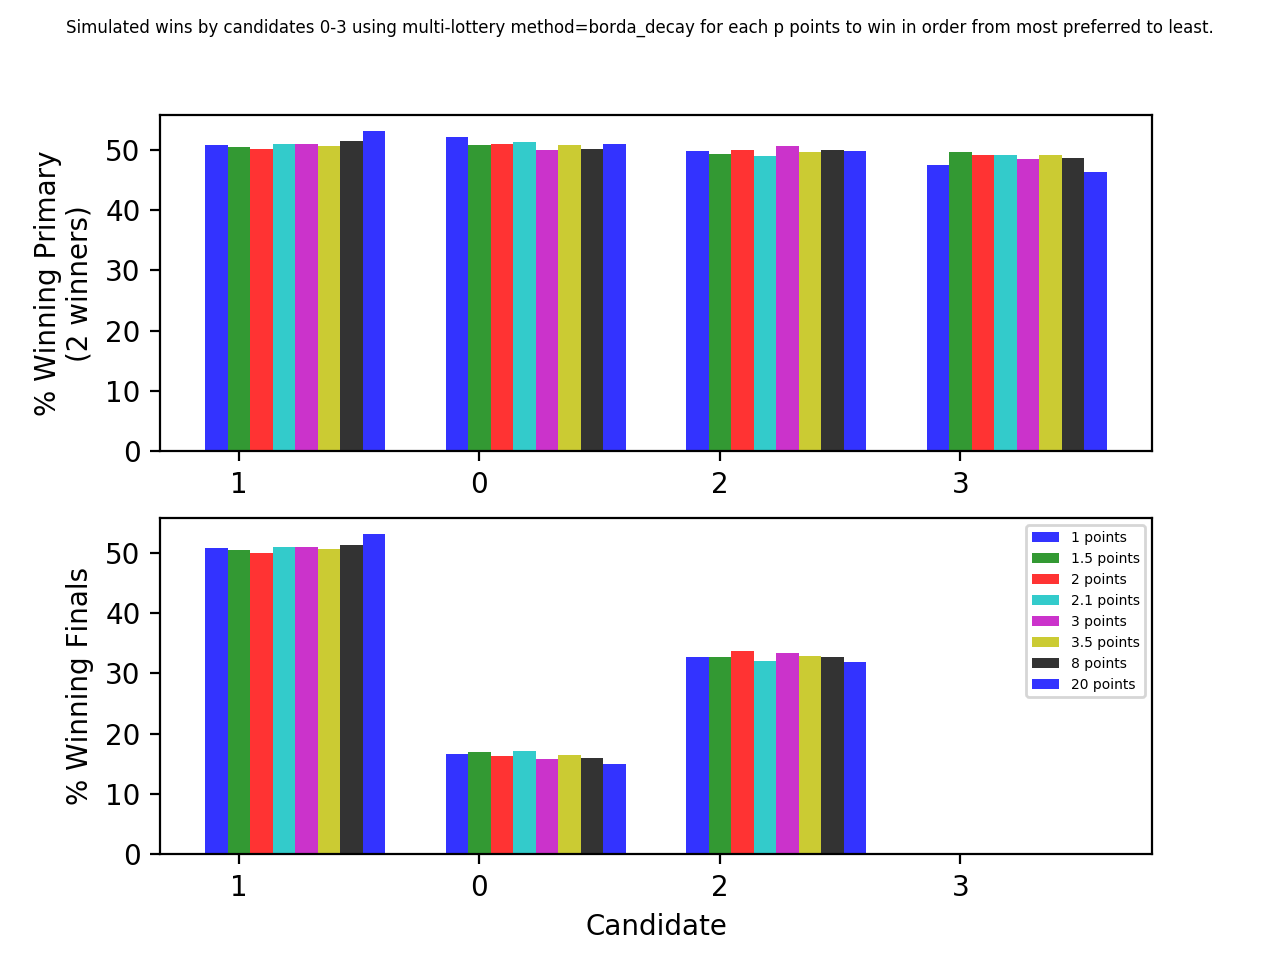 Simulated wins by candidates 0-3 using multi-lottery method=borda_decay for each p points to win in order from most preferred to least.
% Winning Primary
(2 winners)
50
40
30
20
10
0
1
0
2
3
% Winning Finals
50
40
30
20
10
0
1 points
1.5 points
2 points
2.1 points
3 points
3.5 points
8 points
20 points
1
0
2
3
Candidate